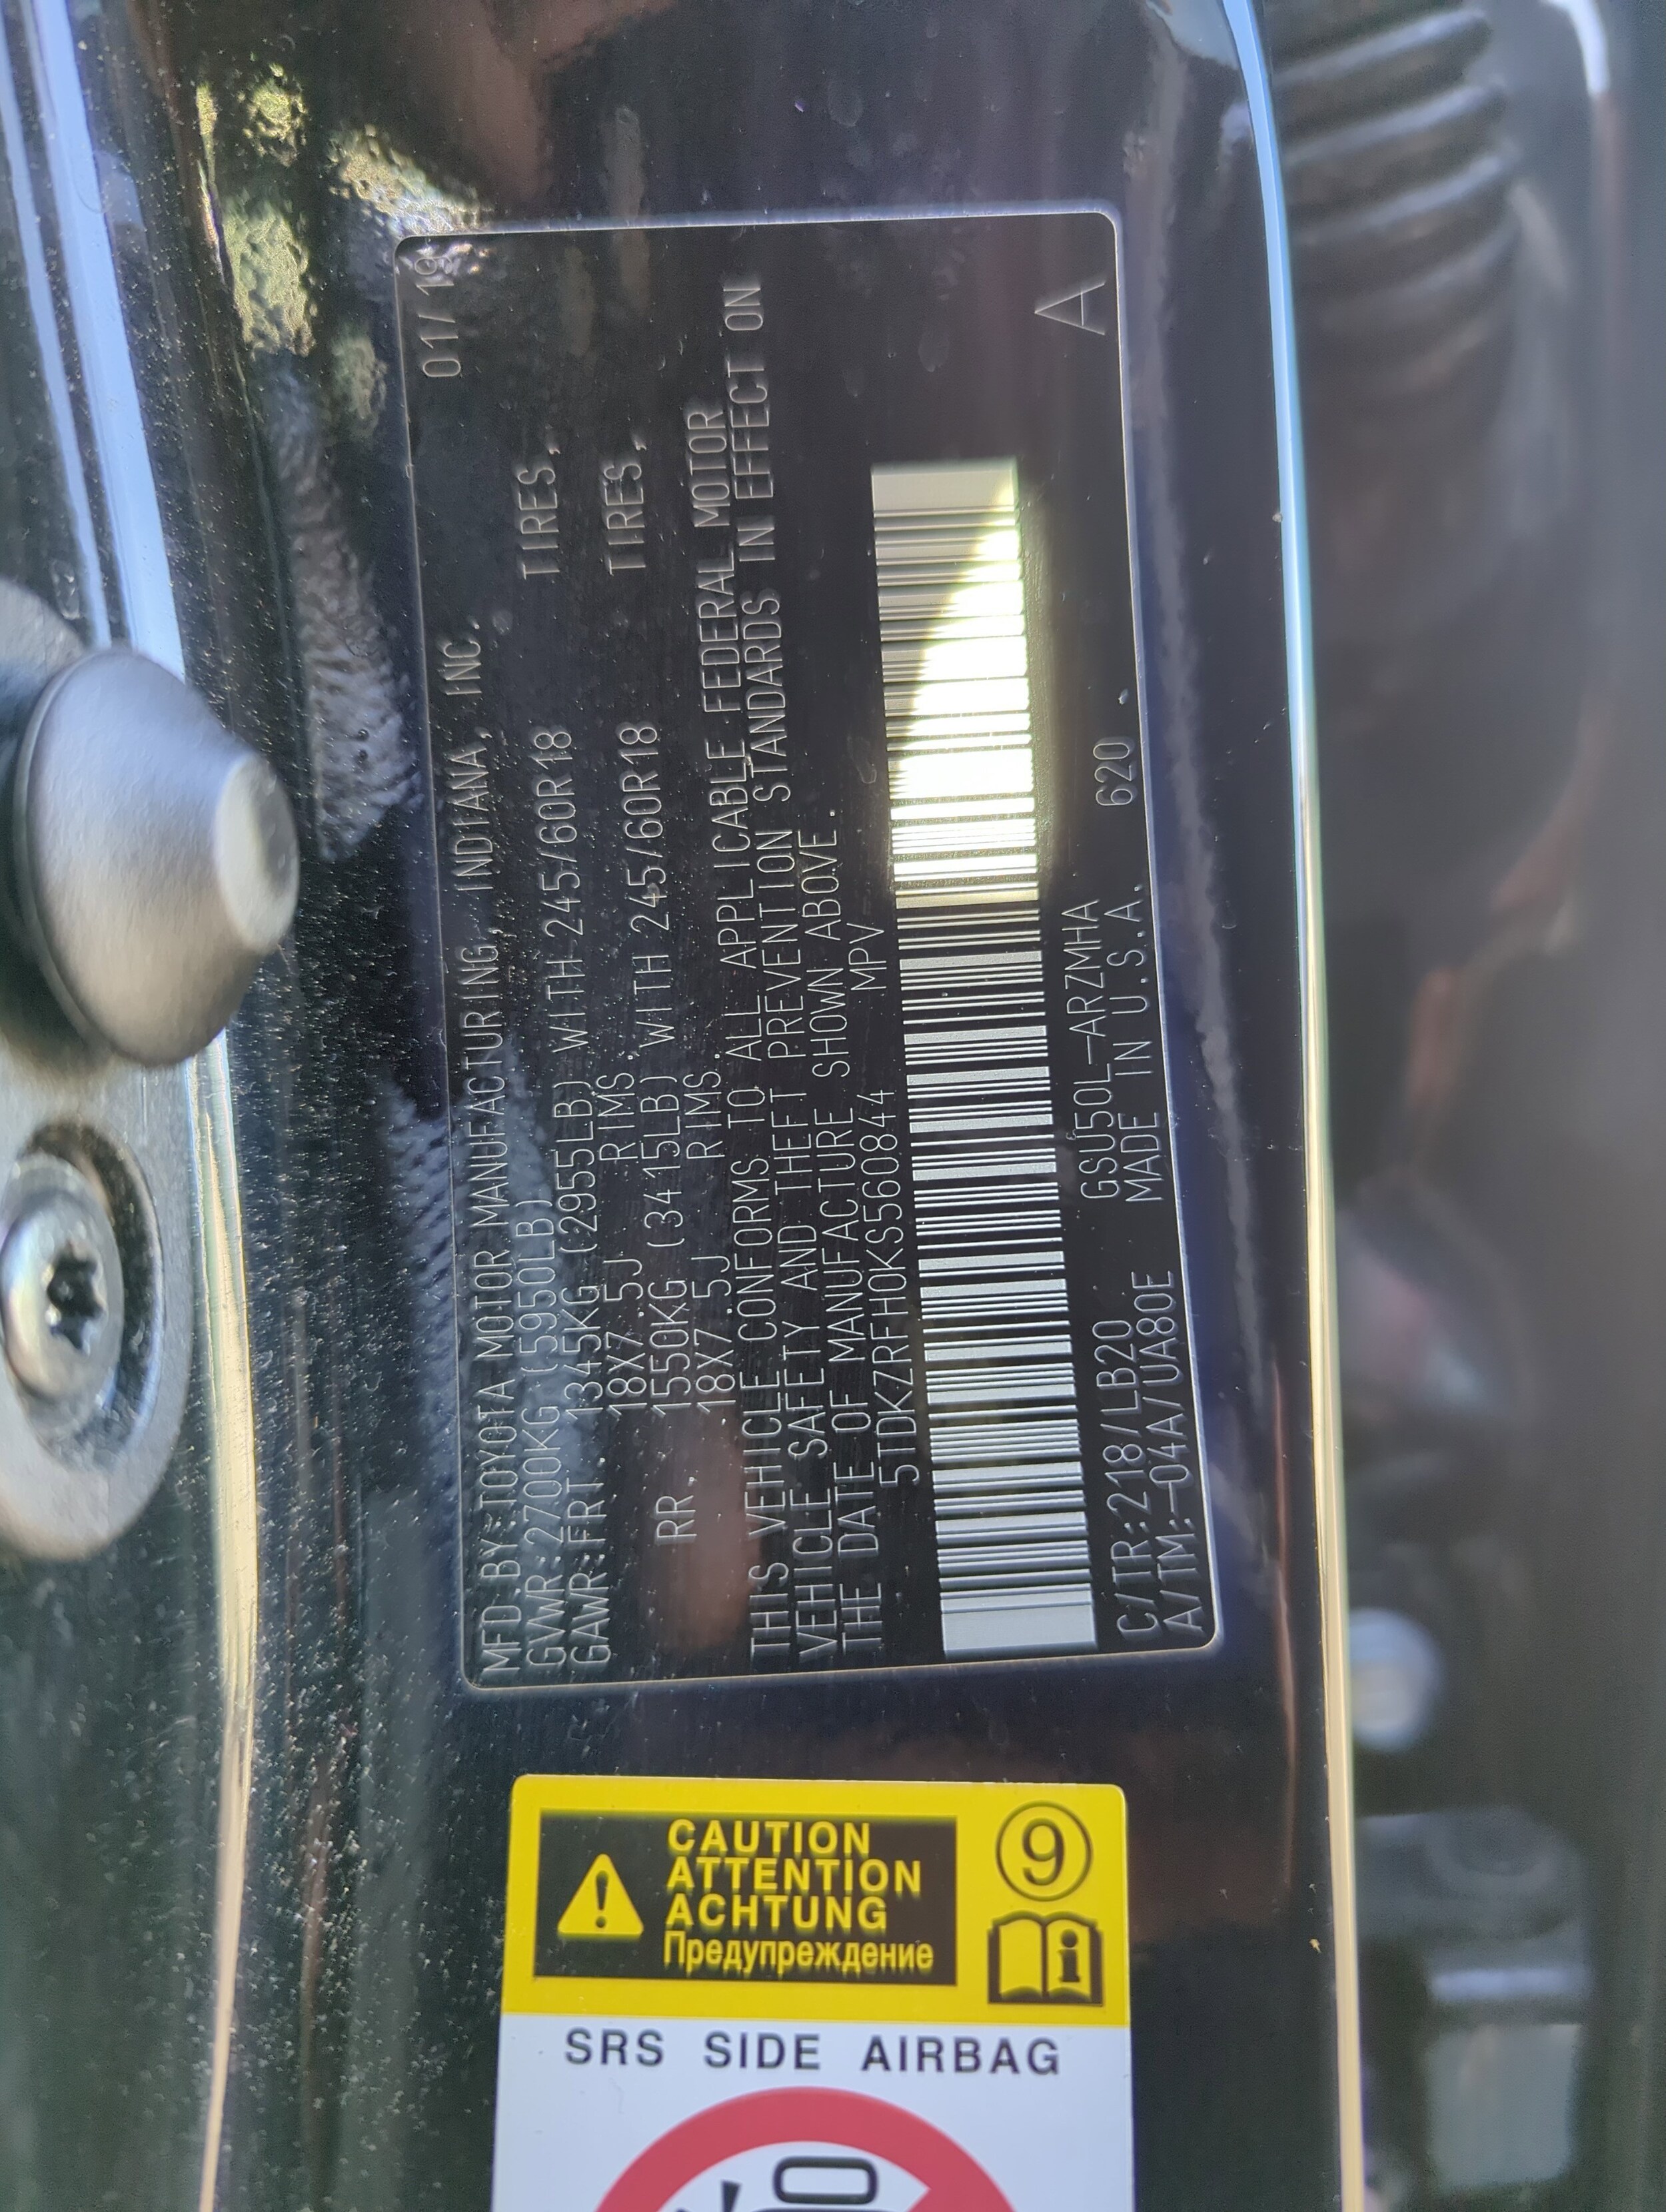 01/19
MFD.BY:TOYOTA MOTOR MANUFACTURING, INDIANA, INC.
GVWR:2700KG (5950LB)
GAWR:FRT. 1345KG (2955LB) WITH 245/60R18 TIRES,
18X7.5J RIMS,
RR. 1550KG (3415LB) WITH 245/60R18 TIRES,
18X7.5J RIMS.
THIS VEHICLE CONFORMS TO ALL APPLICABLE FEDERAL MOTOR
VEHICLE SAFETY AND THEFT PREVENTION STANDARDS IN EFFECT ON
THE DATE OF MANUFACTURE SHOWN ABOVE.
5TDKZRFH0KS560844 MPV
C/TR:218/LB20 GSU50L-ARZMHA
A/TM:-04A/UA80E MADE IN U.S.A. 620
A
CAUTION
ATTENTION
ACHTUNG
Предупреждение
9
i
SRS SIDE AIRBAG